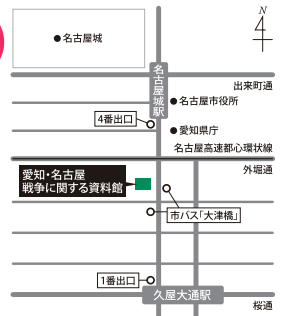 N
名古屋城
名古屋城駅
出来町通
名古屋市役所
4番出口
愛知県庁
名古屋高速都心環状線
外堀通
愛知・名古屋
戦争に関する資料館
市バス「大津橋」
1番出口
久屋大通駅
桜通